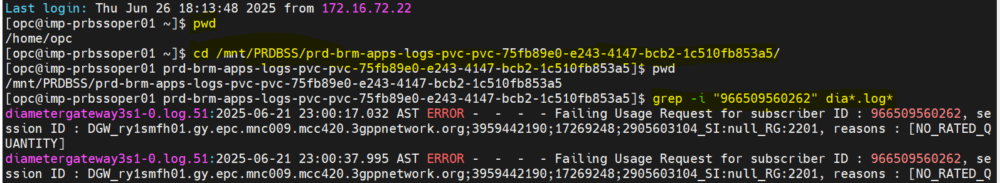 Last login: Thu Jun 26 18:13:48 2025 from 172.16.72.22
[opc@imp-prbssoper01 ~]$ pwd
/home/opc
[opc@imp-prbssoper01 ~]$ cd /mnt/PRDBSS/prd-brm-apps-logs-pvc-pvc-75fb89e0-e243-4147-bcb2-1c510fb853a5/
[opc@imp-prbssoper01 prd-brm-apps-logs-pvc-pvc-75fb89e0-e243-4147-bcb2-1c510fb853a5]$ pwd
/mnt/PRDBSS/prd-brm-apps-logs-pvc-pvc-75fb89e0-e243-4147-bcb2-1c510fb853a5
[opc@imp-prbssoper01 prd-brm-apps-logs-pvc-pvc-75fb89e0-e243-4147-bcb2-1c510fb853a5]$ grep -i "966509560262" dia*.log*
diametergateway3s1-0.log.51:2025-06-21 23:00:17.032 AST ERROR -  -  -  - Failing Usage Request for subscriber ID : 966509560262, se
ssion ID : DGW_ry1smfh01.gy.epc.mnc009.mcc420.3gppnetwork.org;3959442190;17269248;2905603104_SI:null_RG:2201, reasons : [NO_RATED_Q
UANTITY]
diametergateway3s1-0.log.51:2025-06-21 23:00:37.995 AST ERROR -  -  -  - Failing Usage Request for subscriber ID : 966509560262, se
ssion ID : DGW_ry1smfh01.gy.epc.mnc009.mcc420.3gppnetwork.org;3959442190;17269248;2905603104_SI:null_RG:2201, reasons : [NO_RATED_Q